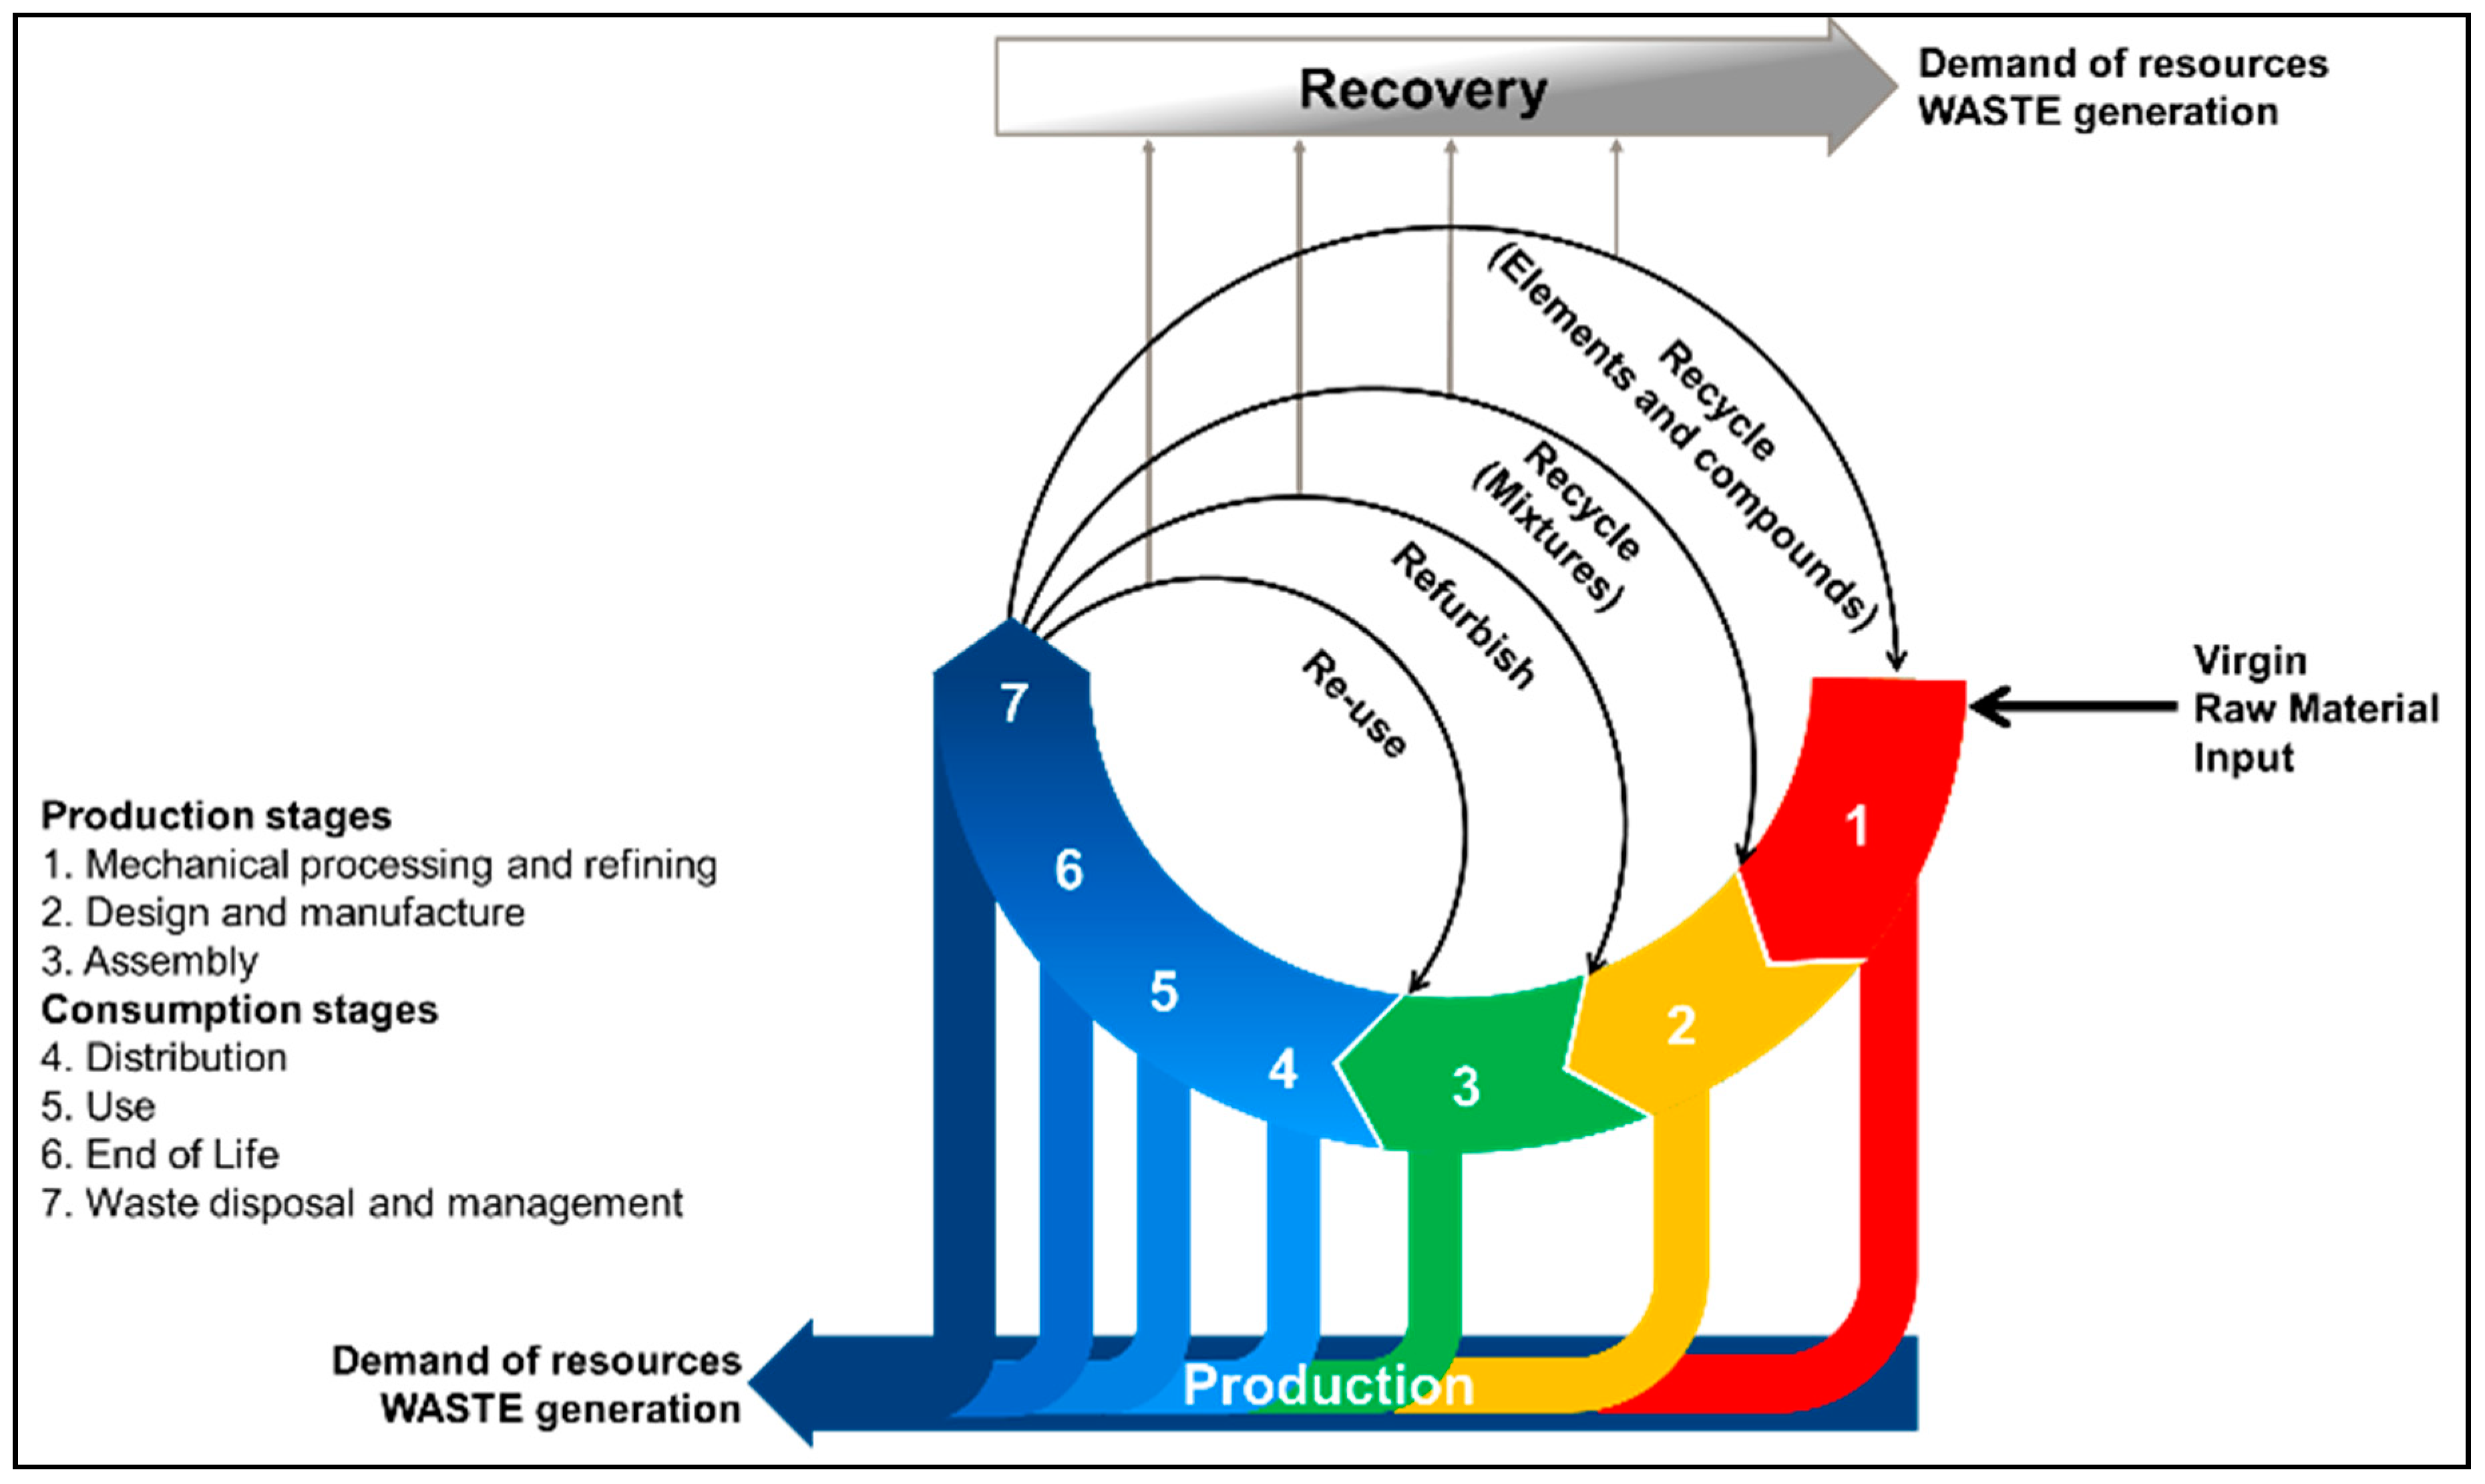 Recovery
Demand of resources
WASTE generation
Recycle
(Elements and compounds)
Recycle
(Mixtures)
Refurbish
Re-use
Virgin
Raw Material
Input
7
6
5
4
3
2
1
Production stages
1. Mechanical processing and refining
2. Design and manufacture
3. Assembly
Consumption stages
4. Distribution
5. Use
6. End of Life
7. Waste disposal and management
Demand of resources
WASTE generation
Production